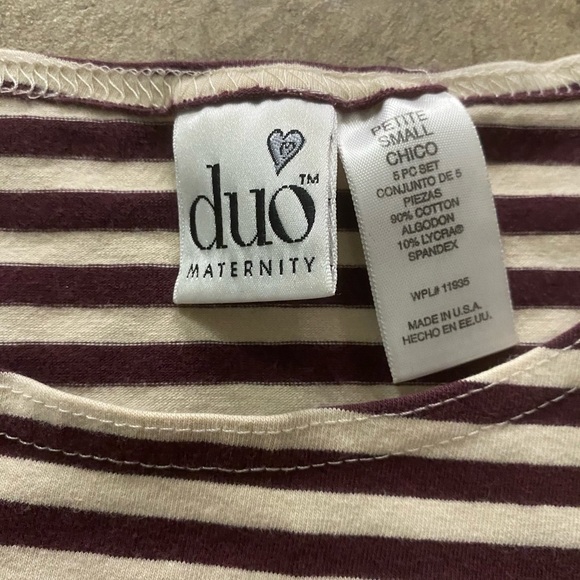 duo™
MATERNITY
PETITE
SMALL
CHICO
5 PC SET
CONJUNTO DE 5
PIEZAS
90% COTTON
ALGODON
10% LYCRA®
SPANDEX
WPL# 11935
MADE IN U.S.A.
HECHO EN EE.UU.